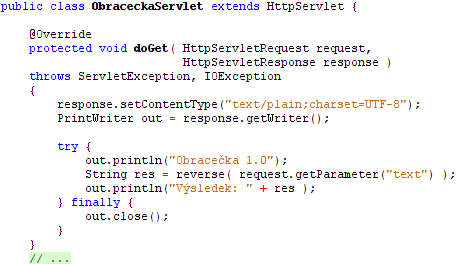 public class ObraceckaServlet extends HttpServlet {
@Override
protected void doGet( HttpServletRequest request,
HttpServletResponse response )
throws ServletException, IOException
{
response.setContentType("text/plain;charset=UTF-8");
PrintWriter out = response.getWriter();
try {
out.println("Obracečka 1.0");
String res = reverse( request.getParameter("text") );
out.println("Výsledek: " + res );
} finally {
out.close();
}
}
// ...